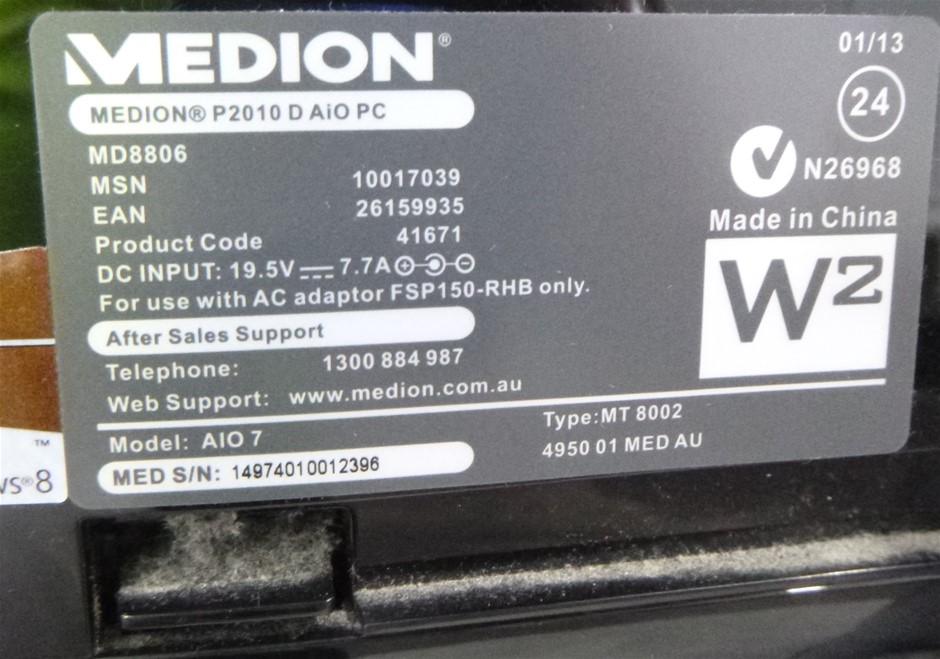 MEDION®
01/13
24
MEDION® P2010 D AiO PC
MD8806
N26968
MSN 10017039
EAN 26159935
Made in China
Product Code 41671
DC INPUT: 19.5V 7.7A
For use with AC adaptor FSP150-RHB only.
W2
After Sales Support
Telephone: 1300 884 987
Web Support: www.medion.com.au
Model: AIO 7
Type:MT 8002
4950 01 MED AU
MED S/N: 14974010012396
TM
ws®8